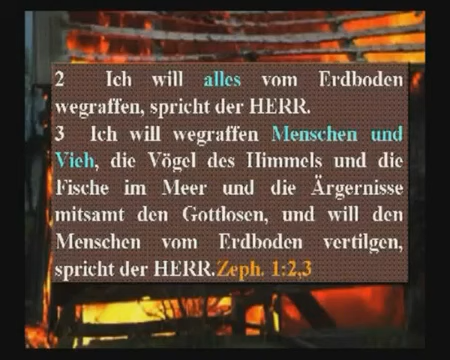 2 Ich will alles vom Erdboden
wegraffen, spricht der HERR.
3 Ich will wegraffen Menschen und
Vieh, die Vögel des Himmels und die
Fische im Meer und die Ärgernisse
mitsamt den Gottlosen, und will den
Menschen vom Erdboden vertilgen,
spricht der HERR.Zeph. 1:2,3